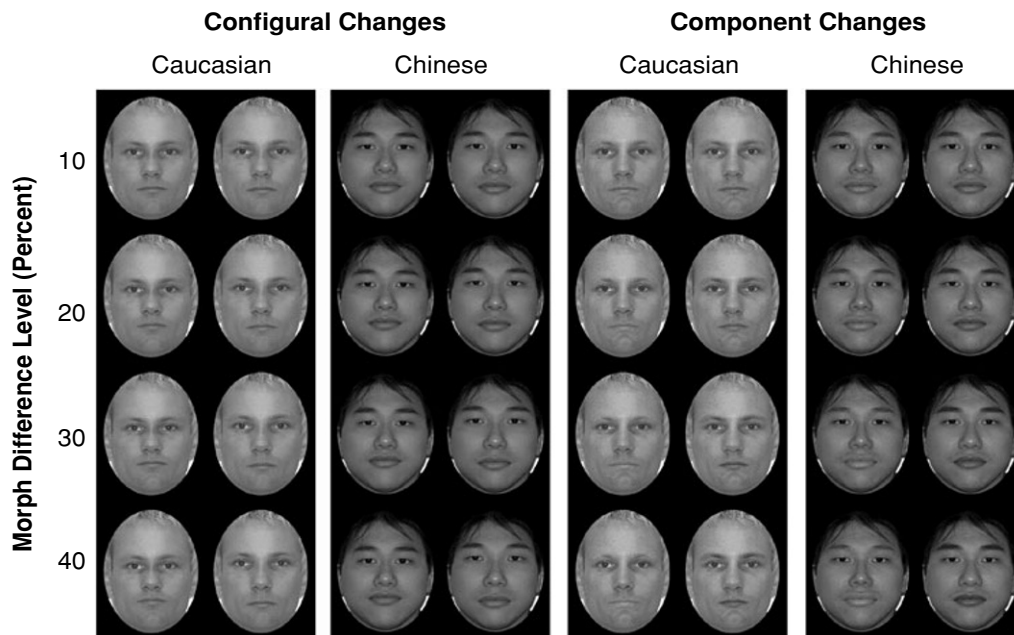 Configural Changes
Component Changes
Caucasian
Chinese
Caucasian
Chinese
Morph Difference Level (Percent)
10
20
30
40